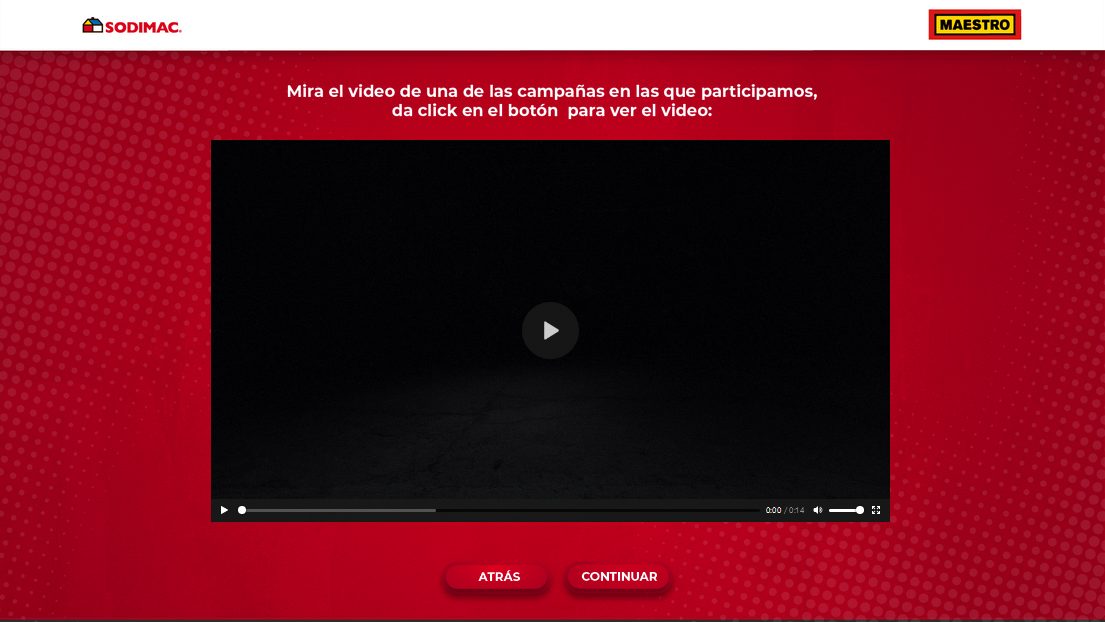 SODIMAC
MAESTRO
Mira el video de una de las campañas en las que participamos,
da click en el botón  para ver el video:
0:00 / 0:14
ATRÁS
CONTINUAR